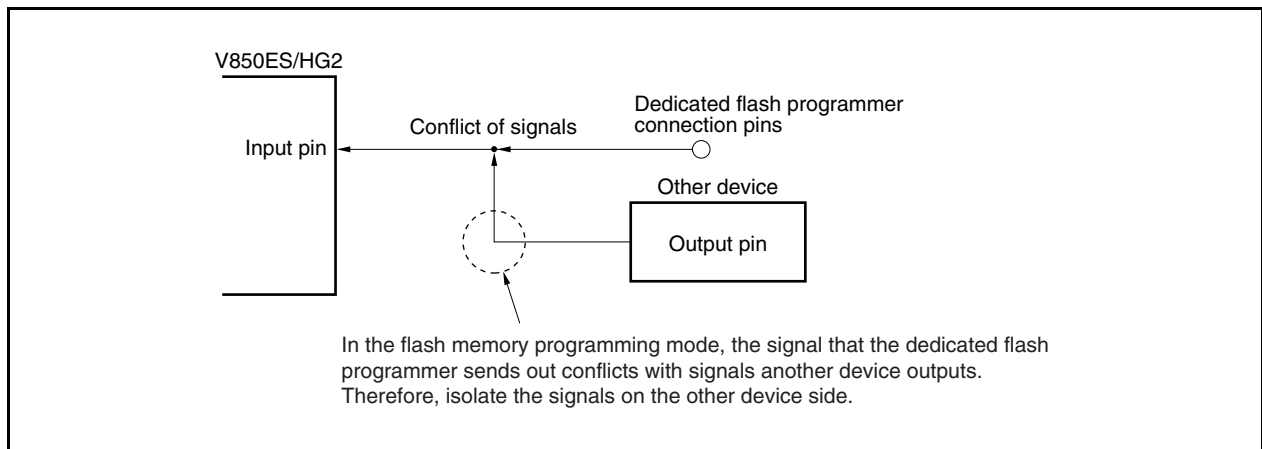 V850ES/HG2
Input pin
Conflict of signals
Dedicated flash programmer
connection pins
Other device
Output pin
In the flash memory programming mode, the signal that the dedicated flash
programmer sends out conflicts with signals another device outputs.
Therefore, isolate the signals on the other device side.